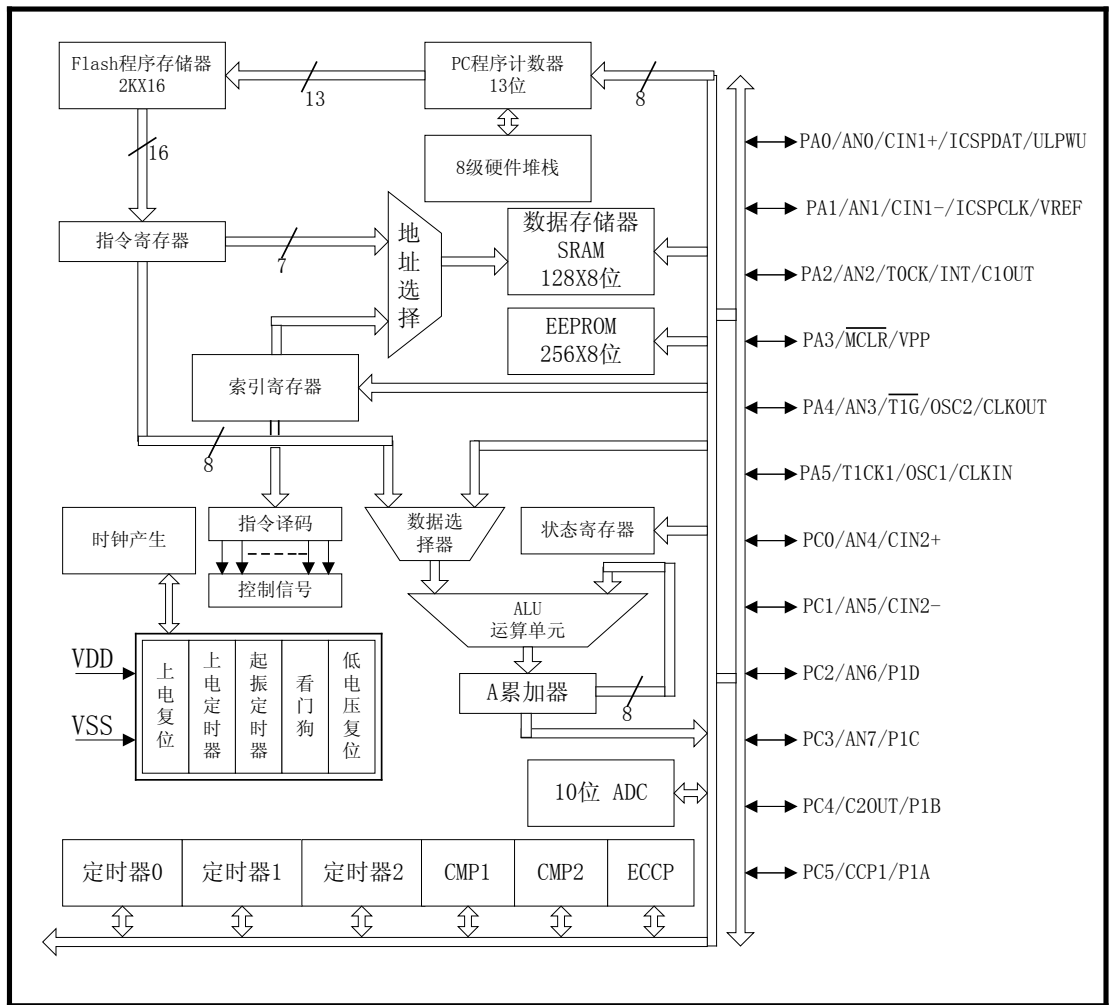 Flash程序存储器
2KX16
PC程序计数器
13位
13
8
8级硬件堆栈
16
指令寄存器
7
地址选择
数据存储器
SRAM
128X8位
EEPROM
256X8位
索引寄存器
8
时钟产生
指令译码
控制信号
数据选
择器
状态寄存器
ALU
运算单元
A累加器
8
VDD
VSS
上电复位
上电定时器
起振定时器
看门狗
低电压复位
10位 ADC
定时器0
定时器1
定时器2
CMP1
CMP2
ECCP
PA0/AN0/CIN1+/ICSPDAT/ULPWU
PA1/AN1/CIN1-/ICSPCLK/VREF
PA2/AN2/T0CK/INT/C1OUT
PA3/MCLR/VPP
PA4/AN3/T1G/OSC2/CLKOUT
PA5/T1CK1/OSC1/CLKIN
PC0/AN4/CIN2+
PC1/AN5/CIN2-
PC2/AN6/P1D
PC3/AN7/P1C
PC4/C2OUT/P1B
PC5/CCP1/P1A